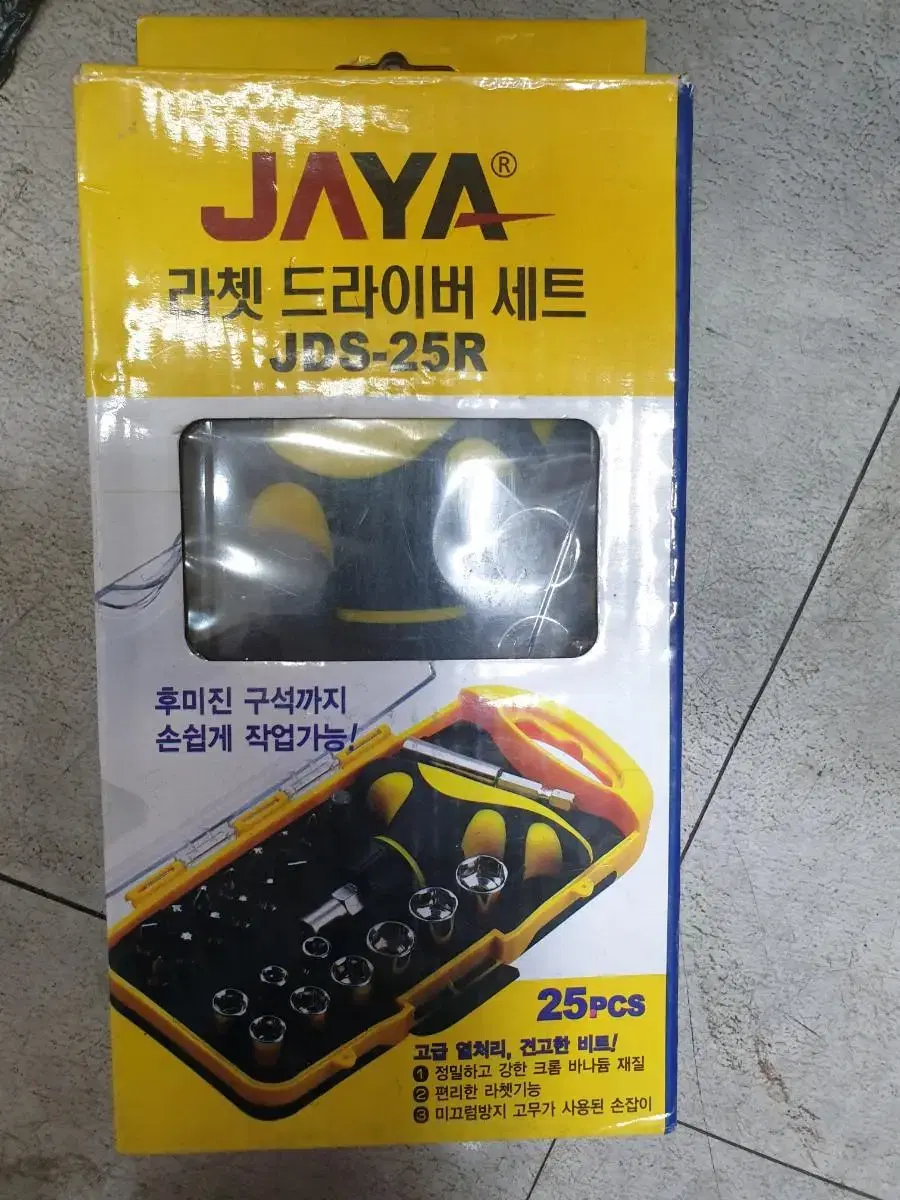 JAYA®
라쳇 드라이버 세트
JDS-25R
후미진 구석까지
손쉽게 작업가능!
25PCS
고급 열처리, 견고한 비트!
1 정밀하고 강한 크롬 바나듐 재질
2 편리한 라쳇기능
3 미끄럼방지 고무가 사용된 손잡이